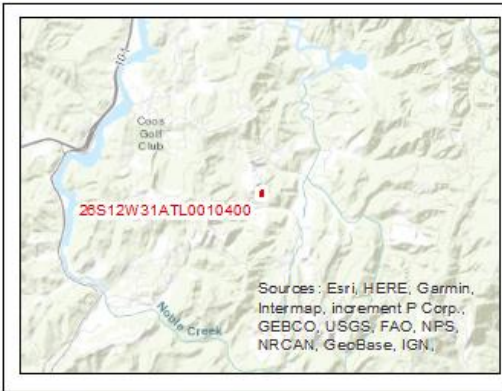 101
Coos
Golf
Club
26S12W31ATL0010400
Noble Creek
Sources: Esri, HERE, Garmin,
Intermap, increment P Corp.,
GEBCO, USGS, FAO, NPS,
NRCAN, GeoBase, IGN,